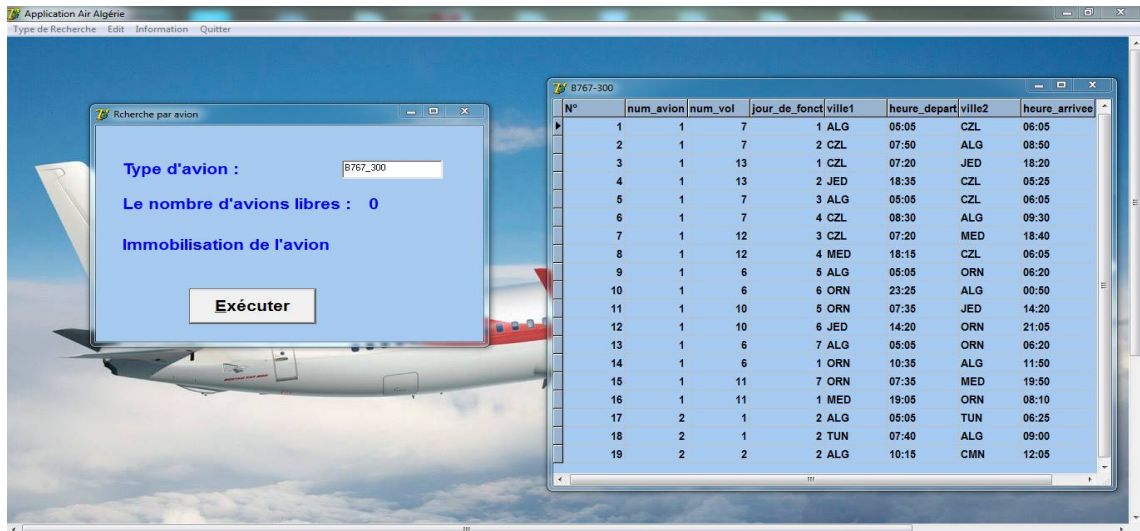 Application Air Algérie
Type de Recherche Edit Information Quitter
Rcherche par avion
Type d'avion : B767_300
Le nombre d'avions libres : 0
Immobilisation de l'avion
Exécuter
B767-300
N° num_avion num_vol jour_de_fonct ville1 heure_depart ville2 heure_arrivee
1 1 7 1 ALG 05:05 CZL 06:05
2 1 7 2 CZL 07:50 ALG 08:50
3 1 13 1 CZL 07:20 JED 18:20
4 1 13 2 JED 18:35 CZL 05:25
5 1 7 3 ALG 05:05 CZL 06:05
6 1 7 4 CZL 08:30 ALG 09:30
7 1 12 3 CZL 07:20 MED 18:40
8 1 12 4 MED 18:15 CZL 06:05
9 1 6 5 ALG 05:05 ORN 06:20
10 1 6 6 ORN 23:25 ALG 00:50
11 1 10 5 ORN 07:35 JED 14:20
12 1 10 6 JED 14:20 ORN 21:05
13 1 6 7 ALG 05:05 ORN 06:20
14 1 6 1 ORN 10:35 ALG 11:50
15 1 11 7 ORN 07:35 MED 19:50
16 1 11 1 MED 19:05 ORN 08:10
17 2 1 2 ALG 05:05 TUN 06:25
18 2 1 2 TUN 07:40 ALG 09:00
19 2 2 2 ALG 10:15 CMN 12:05